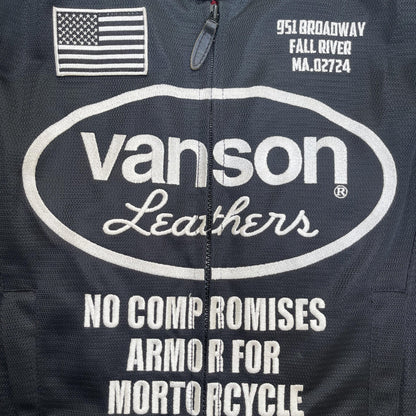 951 BROADWAY
FALL RIVER
MA.02724
vanson
®
Leathers
NO COMPROMISES
ARMOR FOR
MORTORCYCLE